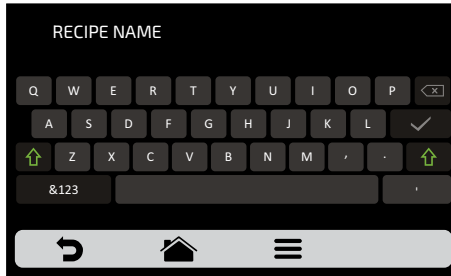 RECIPE NAME
Q W E R T Y U I O P
A S D F G H J K L
Z X C V B N M , .
&123 '